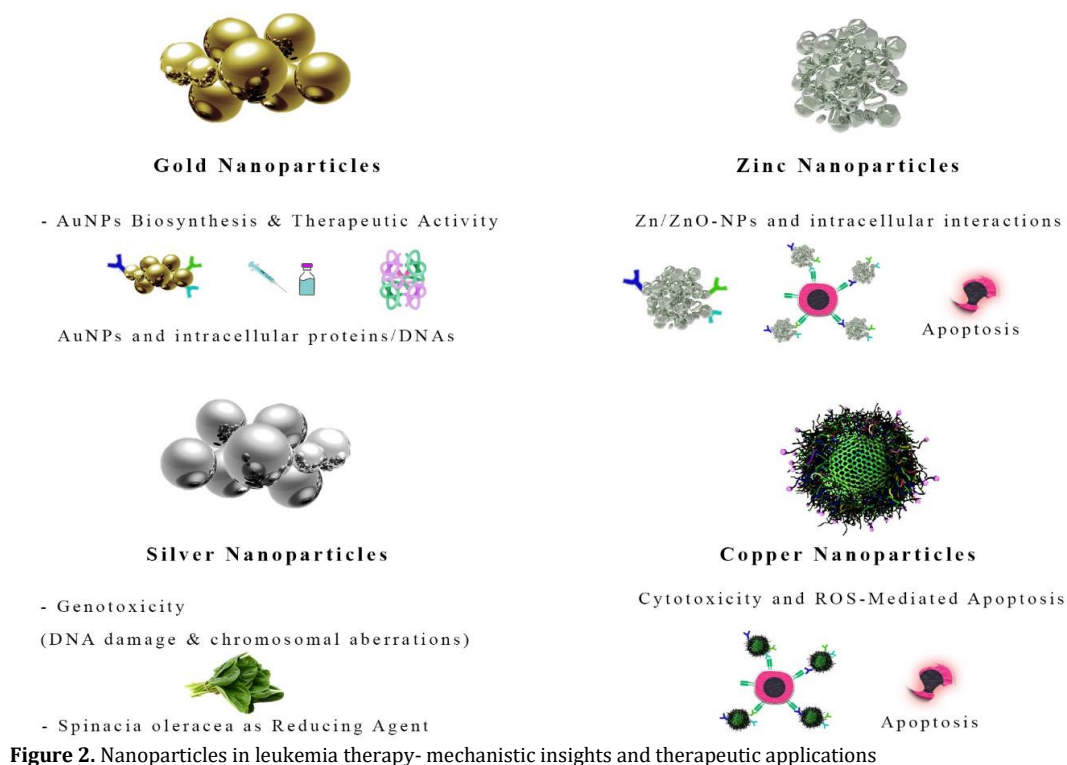 Gold Nanoparticles
- AuNPs Biosynthesis & Therapeutic Activity
AuNPs and intracellular proteins/DNAs
Zinc Nanoparticles
Zn/ZnO-NPs and intracellular interactions
Apoptosis
Silver Nanoparticles
- Genotoxicity
(DNA damage & chromosomal aberrations)
- Spinacia oleracea as Reducing Agent
Copper Nanoparticles
Cytotoxicity and ROS-Mediated Apoptosis
Apoptosis
Figure 2. Nanoparticles in leukemia therapy- mechanistic insights and therapeutic applications